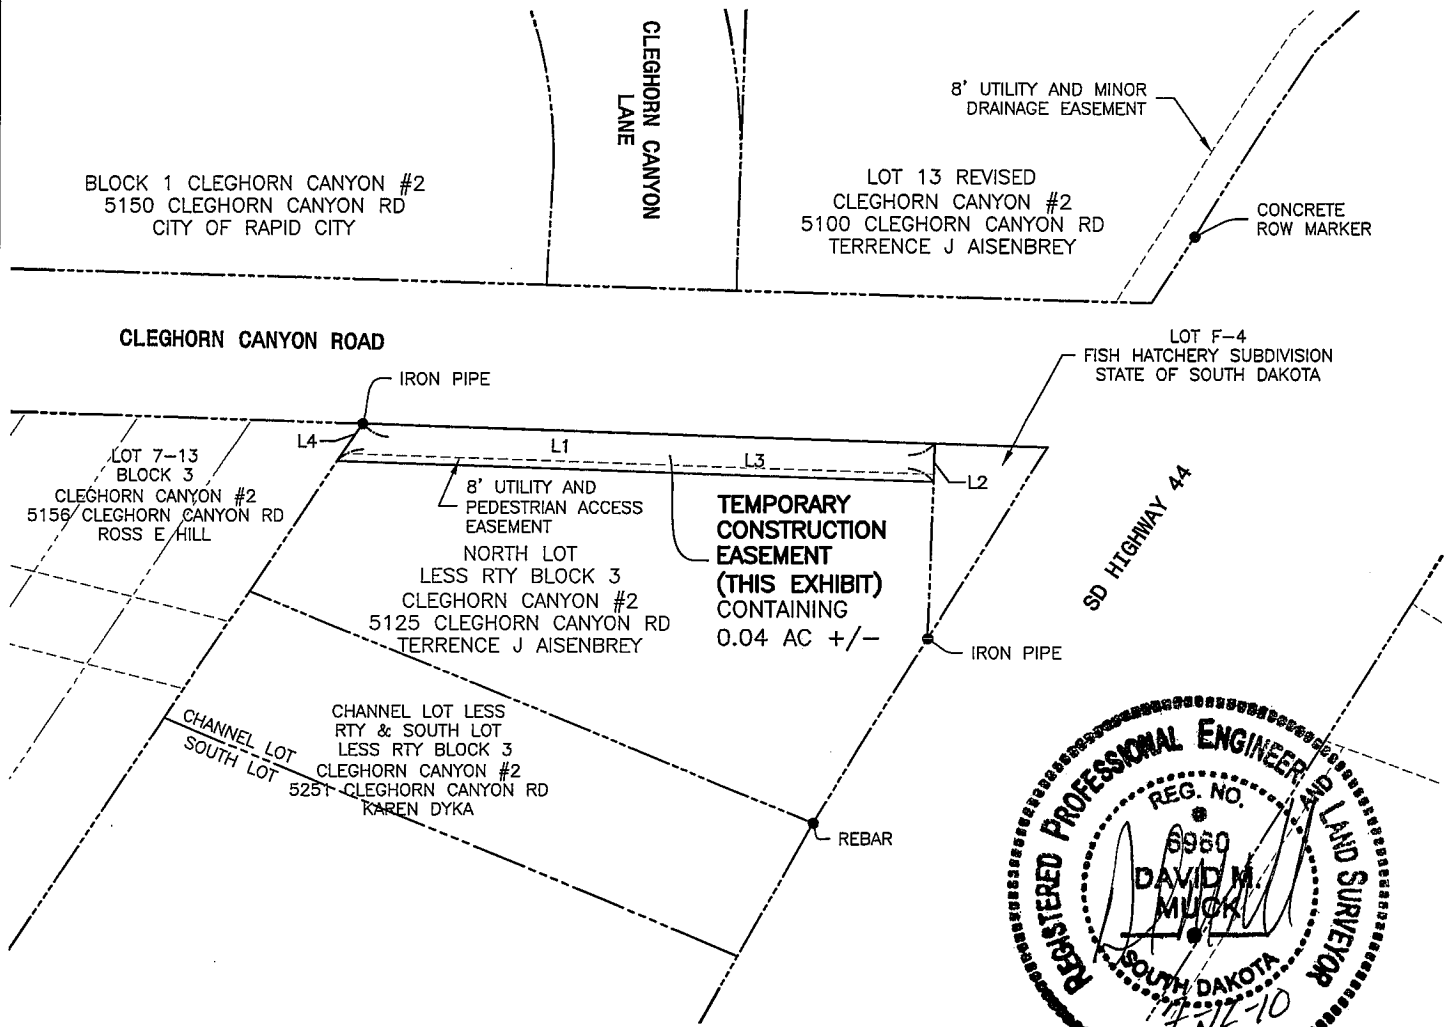 CLEGHORN CANYON
LANE
8' UTILITY AND MINOR
DRAINAGE EASEMENT
BLOCK 1 CLEGHORN CANYON #2
5150 CLEGHORN CANYON RD
CITY OF RAPID CITY
LOT 13 REVISED
CLEGHORN CANYON #2
5100 CLEGHORN CANYON RD
TERRENCE J AISENBREY
CONCRETE
ROW MARKER
CLEGHORN CANYON ROAD
LOT F-4
FISH HATCHERY SUBDIVISION
STATE OF SOUTH DAKOTA
IRON PIPE
L4
L1
L3
L2
LOT 7-13
BLOCK 3
CLEGHORN CANYON #2
5156 CLEGHORN CANYON RD
ROSS E HILL
8' UTILITY AND
PEDESTRIAN ACCESS
EASEMENT
TEMPORARY
CONSTRUCTION
EASEMENT
(THIS EXHIBIT)
CONTAINING
0.04 AC +/-
SD HIGHWAY 44
NORTH LOT
LESS RTY BLOCK 3
CLEGHORN CANYON #2
5125 CLEGHORN CANYON RD
TERRENCE J AISENBREY
IRON PIPE
CHANNEL LOT
SOUTH LOT
CHANNEL LOT LESS
RTY & SOUTH LOT
LESS RTY BLOCK 3
CLEGHORN CANYON #2
5251 CLEGHORN CANYON RD
KAREN DYKA
REBAR
REGISTERED PROFESSIONAL ENGINEER AND LAND SURVEYOR
REG. NO.
6960
DAVID M.
MUCK
SOUTH DAKOTA